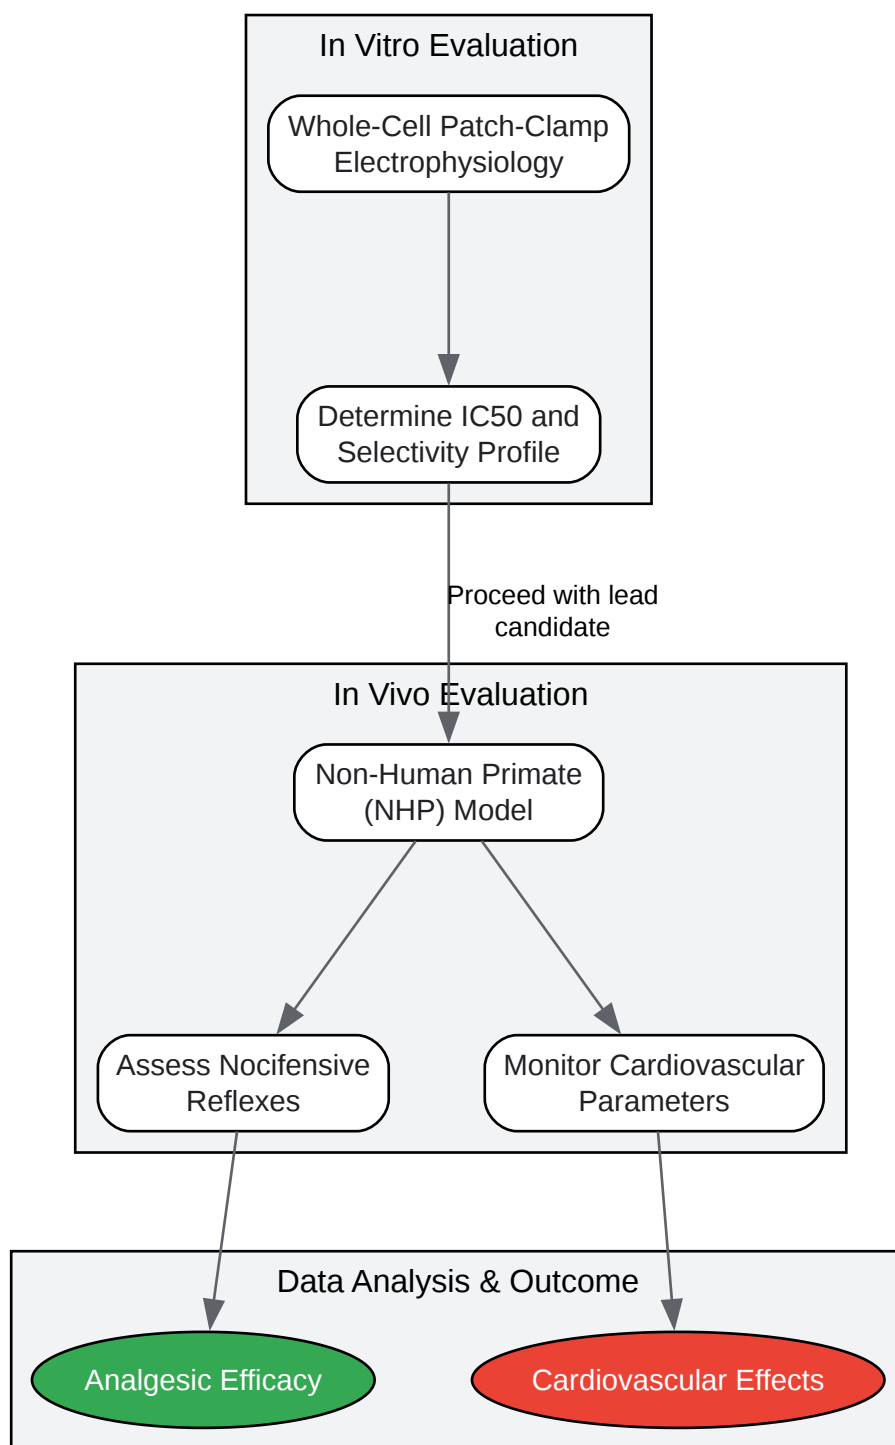 In Vitro Evaluation
Whole-Cell Patch-Clamp
Electrophysiology
Determine IC50 and
Selectivity Profile
Proceed with lead
candidate
In Vivo Evaluation
Non-Human Primate
(NHP) Model
Assess Nocifensive
Reflexes
Monitor Cardiovascular
Parameters
Data Analysis & Outcome
Analgesic Efficacy
Cardiovascular Effects